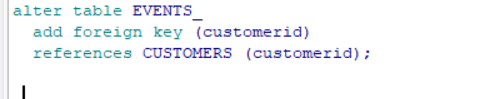 alter table EVENTS_
add foreign key (customerid)
references CUSTOMERS (customerid);